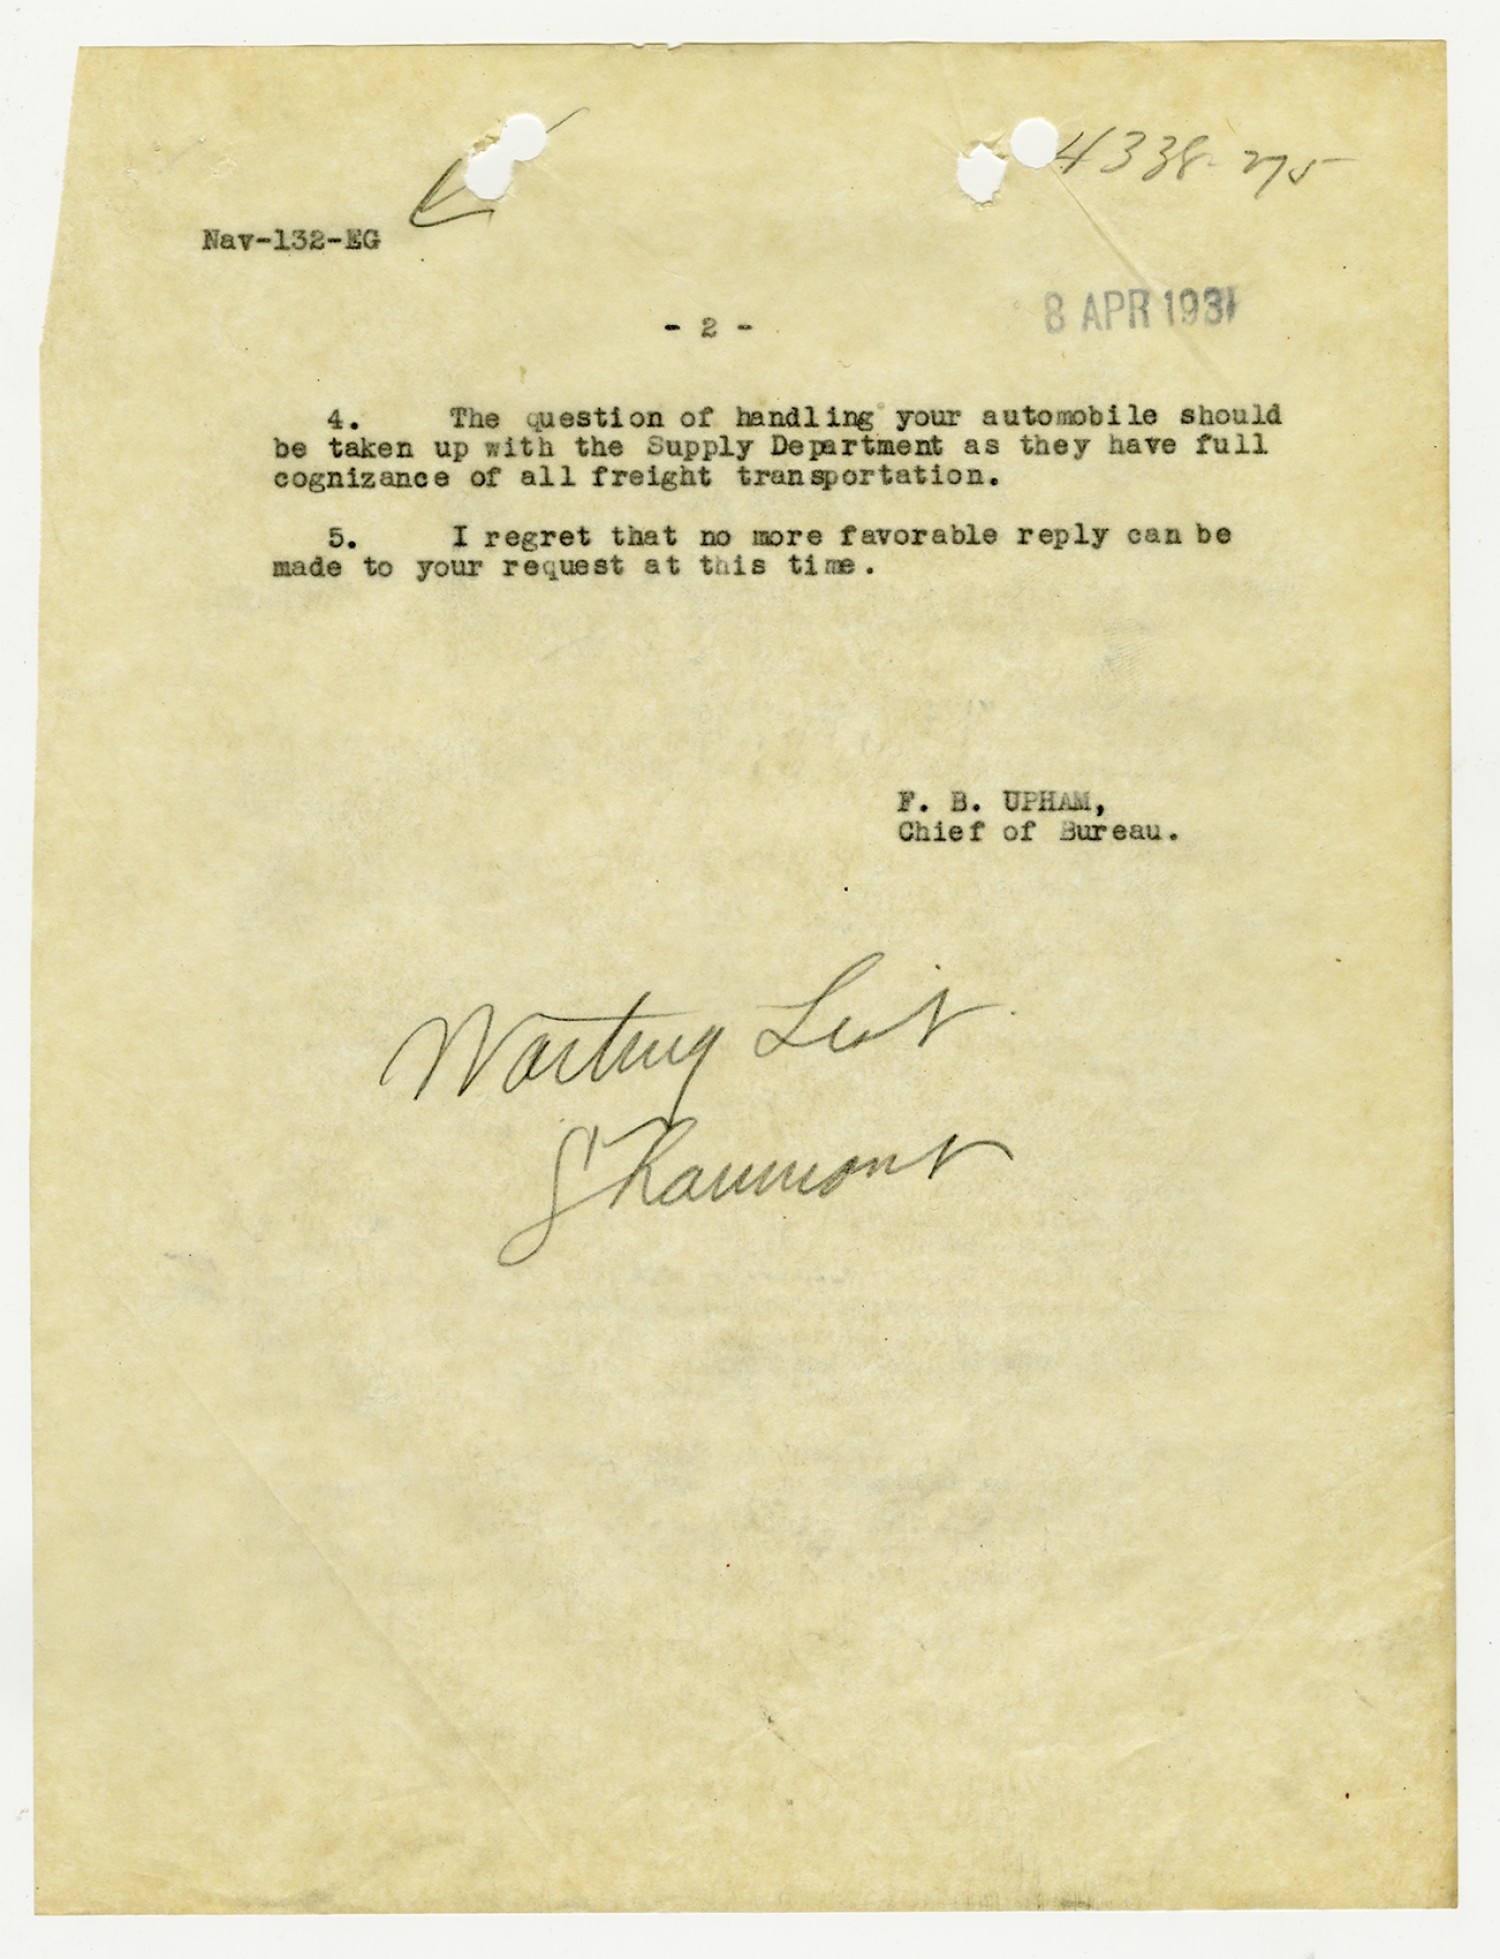 4338-275
Nav-132-EG
8 APR 1931
- 2 -
4. The question of handling your automobile should
be taken up with the Supply Department as they have full
cognizance of all freight transportation.
5. I regret that no more favorable reply can be
made to your request at this time.
F. B. UPHAM,
Chief of Bureau.
Waiting List
Chaumont